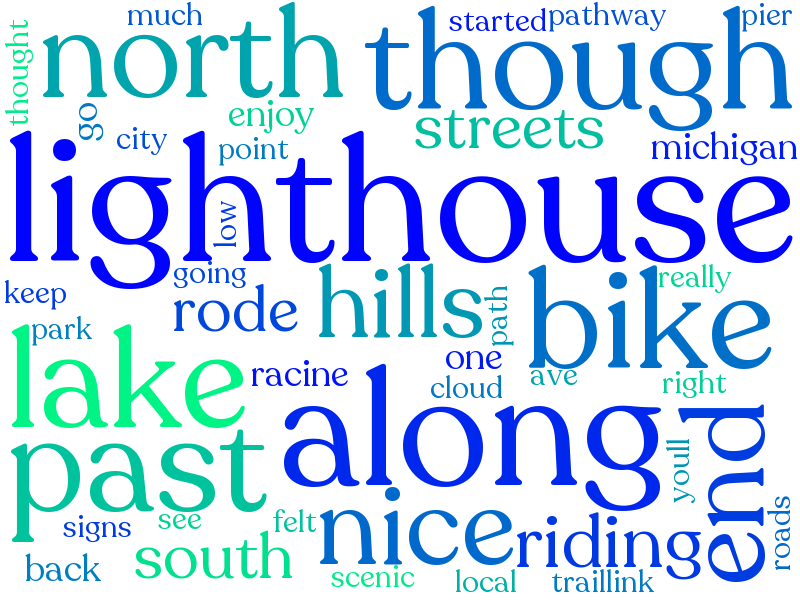 much
started
pathway
pier
thought
north
though
go
enjoy
streets
city
point
michigan
lighthouse
low
going
keep
rode
hills
path
bike
really
park
lake
racine
one
cloud
ave
right
along
past
end
youll
signs
see
felt
nice
riding
roads
back
south
scenic
local
traillink